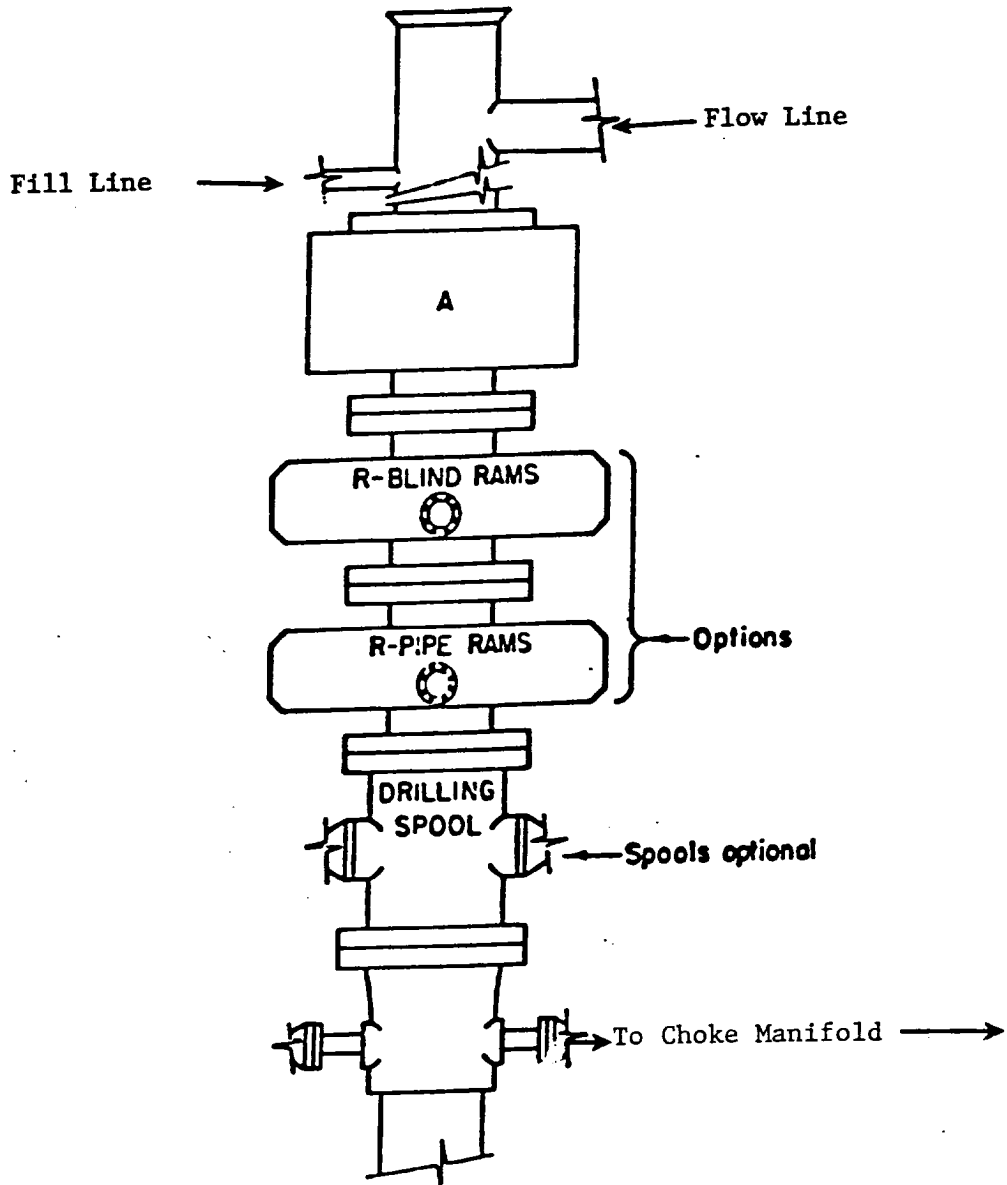 Flow Line
Fill Line
A
R-BLIND RAMS
R-PIPE RAMS
Options
DRILLING
SPOOL
Spools optional
To Choke Manifold